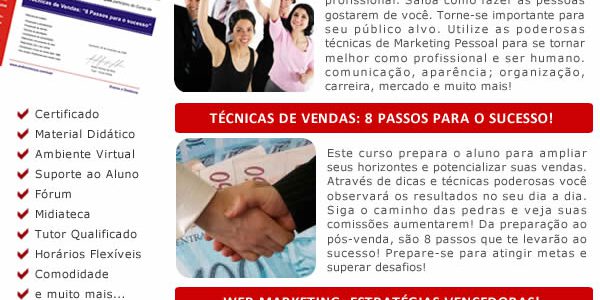 Técnicas de Vendas: "8 Passos para o sucesso"
Certificado
Material Didático
Ambiente Virtual
Suporte ao Aluno
Fórum
Midiateca
Tutor Qualificado
Horários Flexíveis
Comodidade
e muito mais...
profissional. Saiba como fazer as pessoas
gostarem de você. Torne-se importante para
seu público alvo. Utilize as poderosas
técnicas de Marketing Pessoal para se tornar
melhor como profissional e ser humano.
comunicação, aparência; organização,
carreira, mercado e muito mais!
TÉCNICAS DE VENDAS: 8 PASSOS PARA O SUCESSO!
Este curso prepara o aluno para ampliar
seus horizontes e potencializar suas vendas.
Através de dicas e técnicas poderosas você
observará os resultados no seu dia a dia.
Siga o caminho das pedras e veja suas
comissões aumentarem! Da preparação ao
pós-venda, são 8 passos que te levarão ao
sucesso! Prepare-se para atingir metas e
superar desafios!
WEB MARKETING: ESTRATÉGIAS VENCEDORAS!